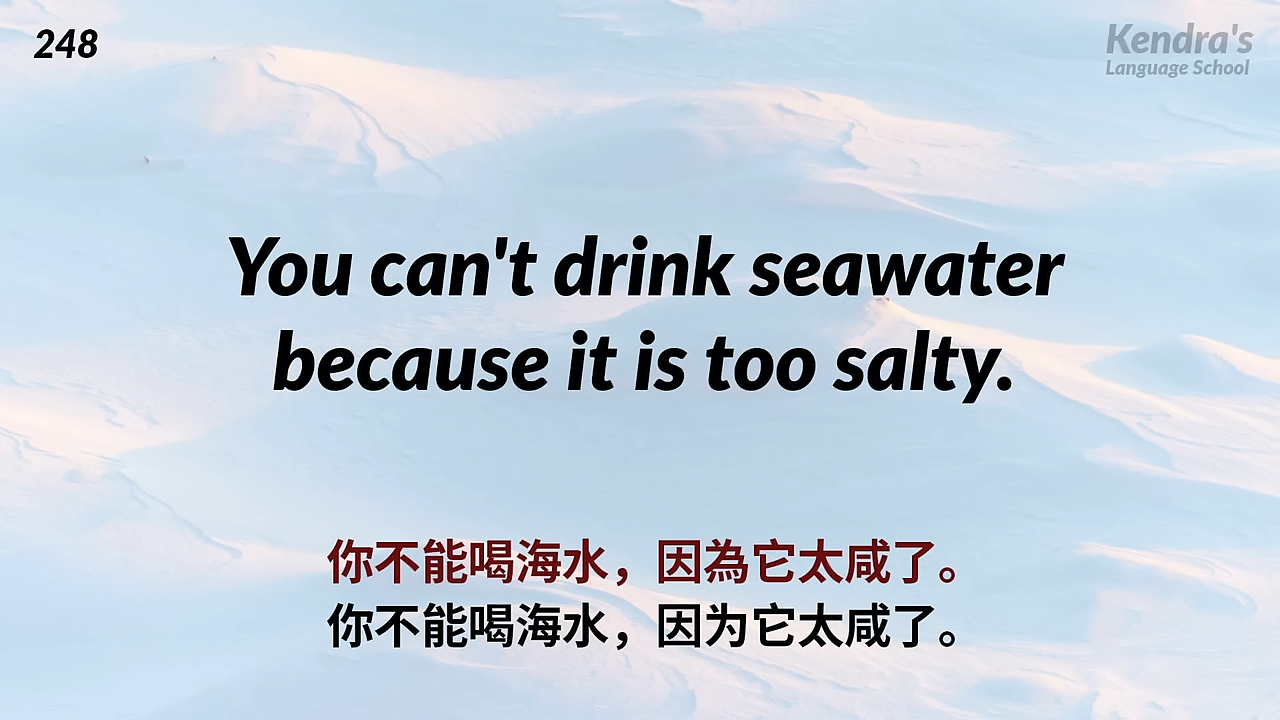 248
Kendra's
Language School
You can't drink seawater
because it is too salty.
你不能喝海水，因為它太咸了。
你不能喝海水，因为它太咸了。